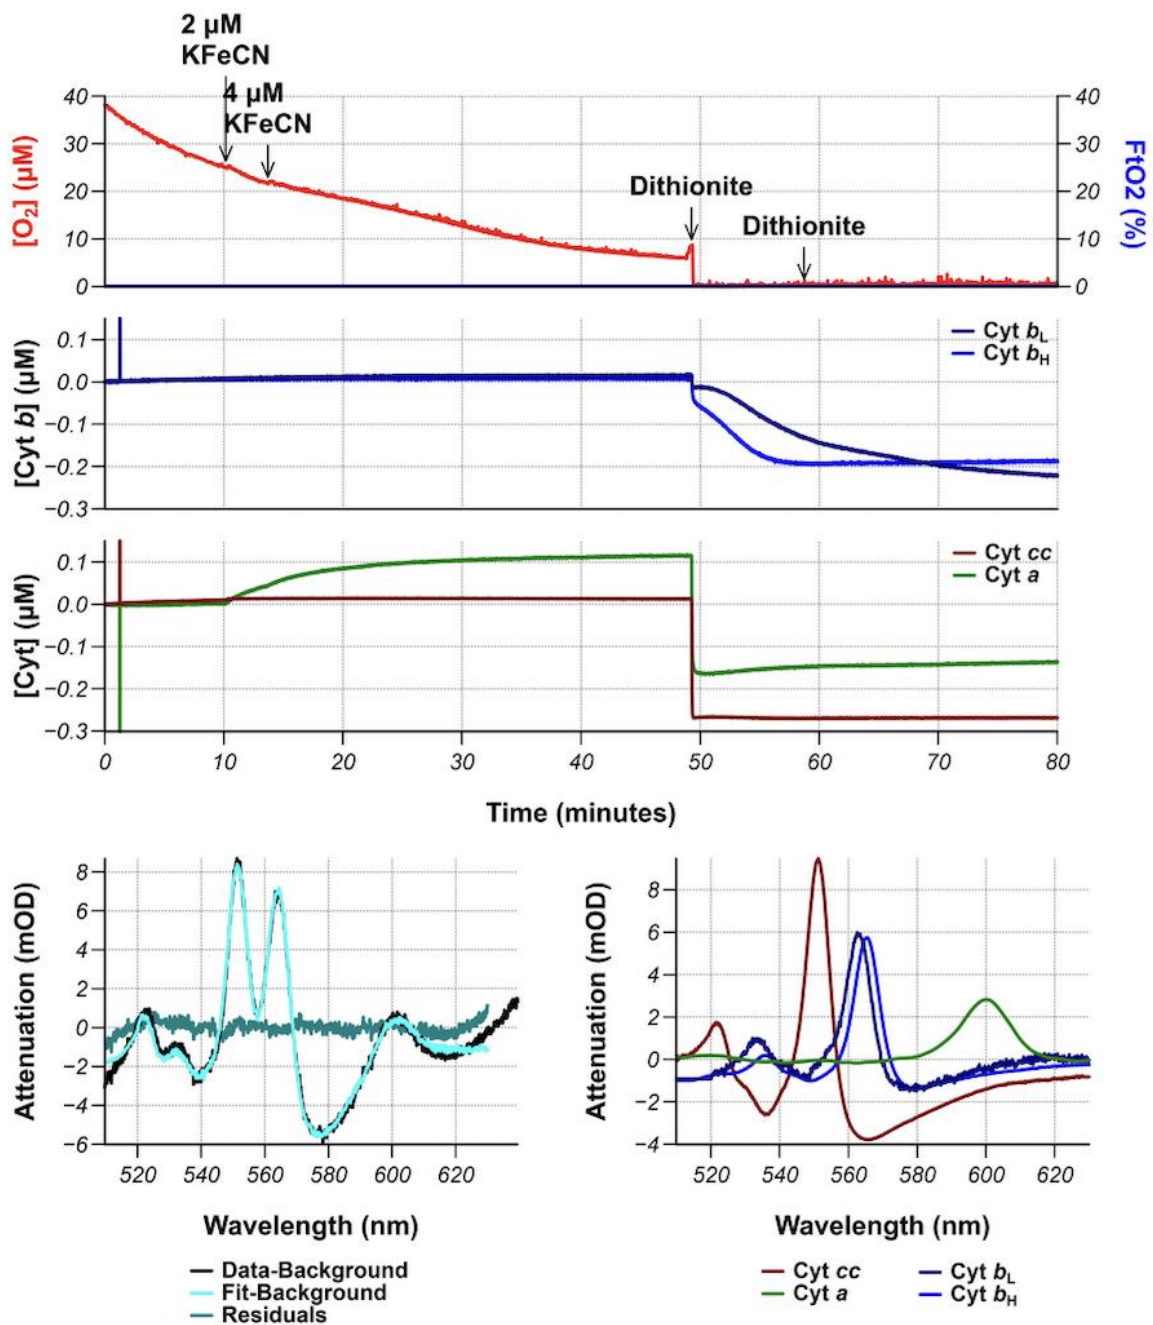 2 µM
KFeCN
4 µM
KFeCN
40 40
30 30
20 20
10 10
0 0
[O2] (µM)
FtO2 (%)
Dithionite
Dithionite
0.1
0.0
−0.1
−0.2
−0.3
[Cyt b] (µM)
Cyt bL
Cyt bH
0.1
0.0
−0.1
−0.2
−0.3
[Cyt] (µM)
Cyt cc
Cyt a
0 10 20 30 40 50 60 70 80
Time (minutes)
8
6
4
2
0
−2
−4
−6
Attenuation (mOD)
520 540 560 580 600 620
Wavelength (nm)
Data-Background
Fit-Background
Residuals
8
6
4
2
0
−2
−4
Attenuation (mOD)
520 540 560 580 600 620
Wavelength (nm)
Cyt cc Cyt bL
Cyt a Cyt bH